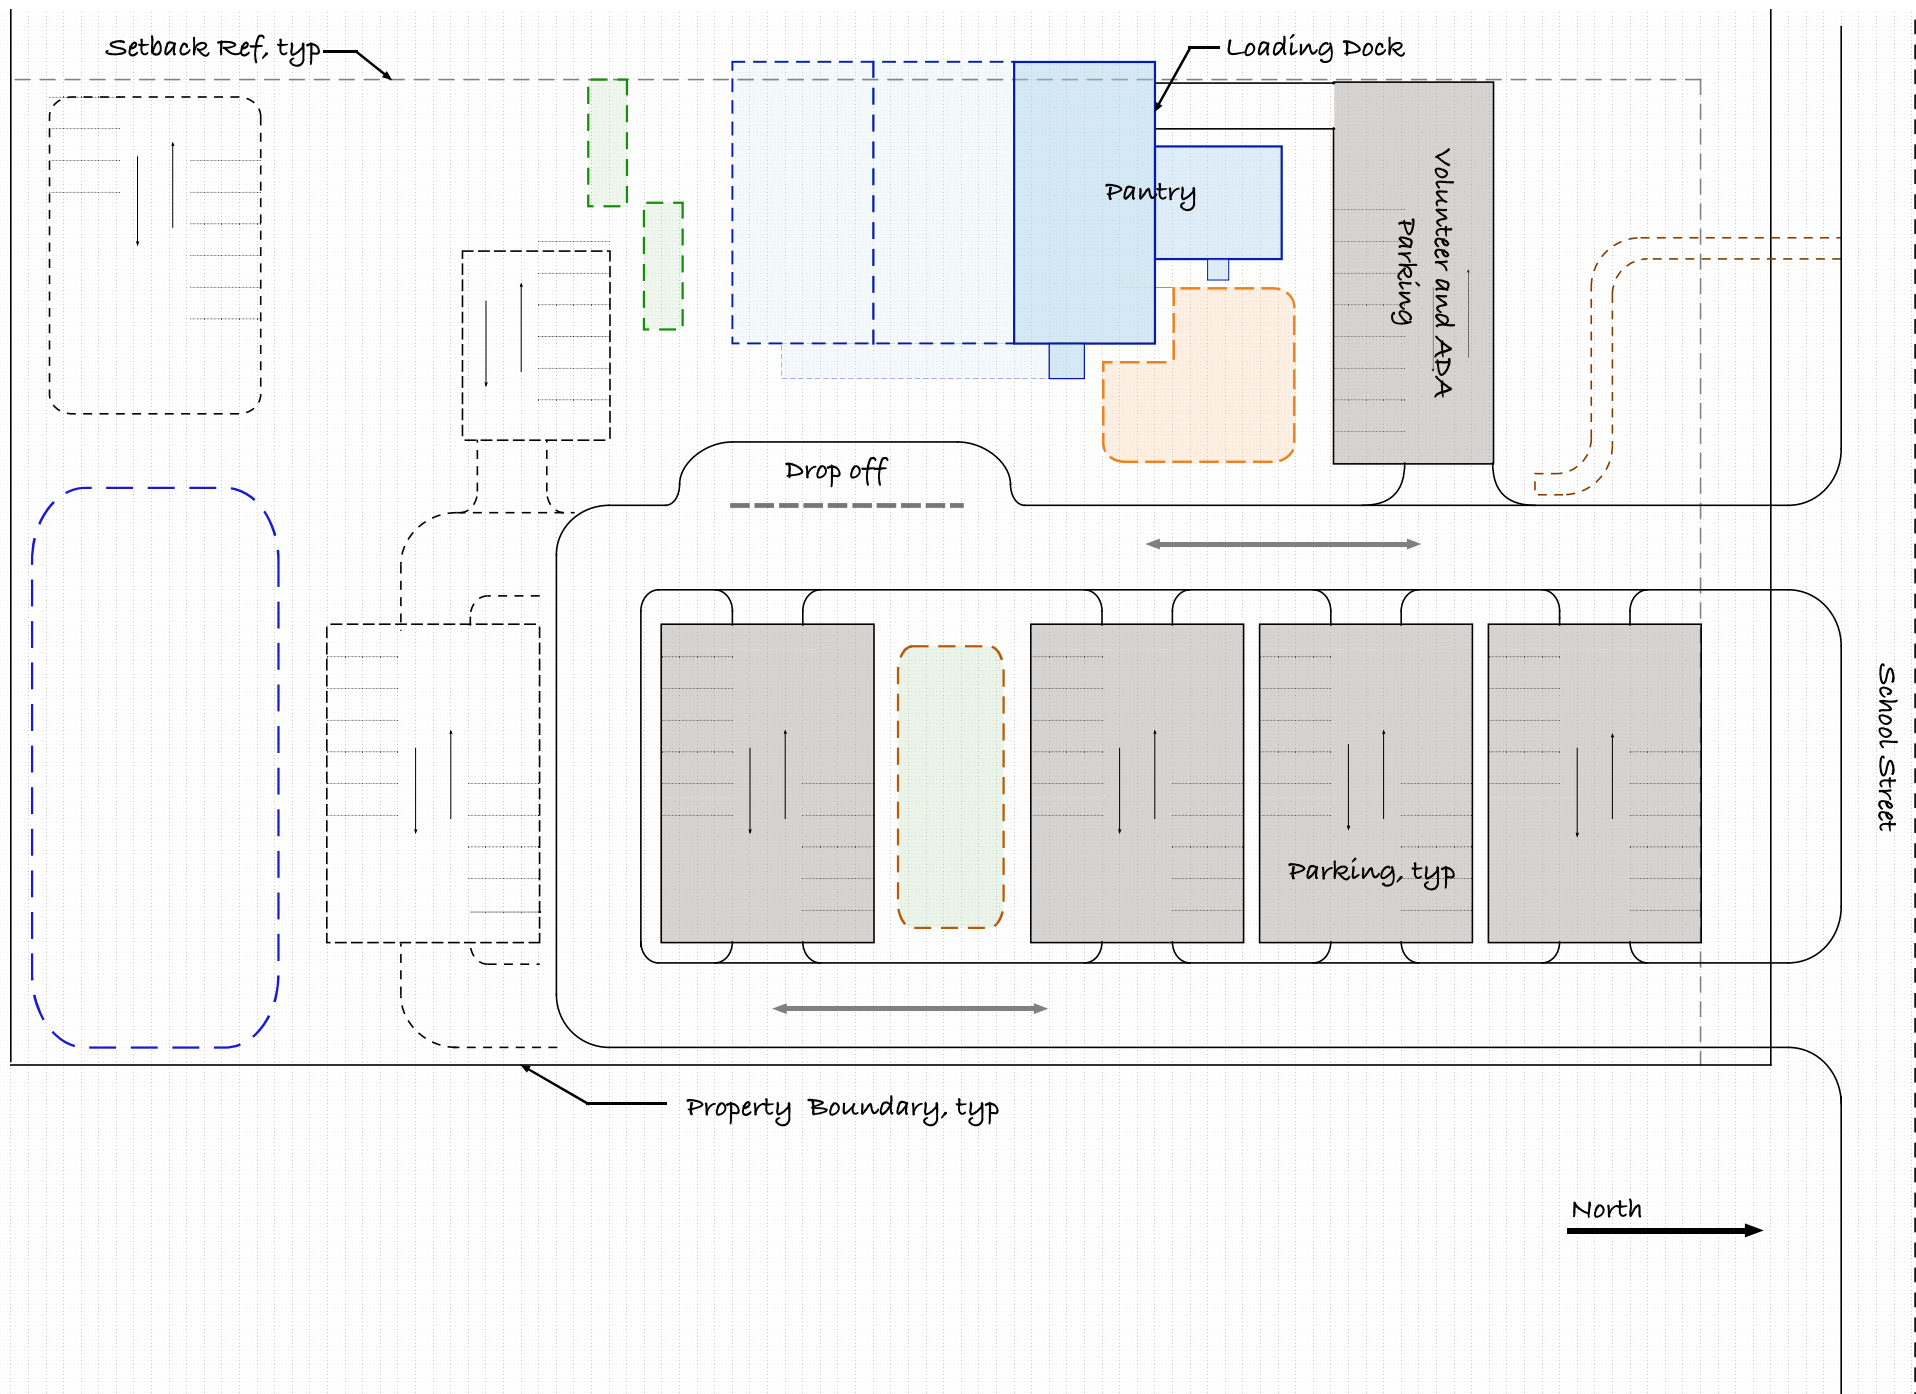 Setback Ref, typ
Loading Dock
Pantry
Volunteer and ADA
Parking
Drop off
School Street
Parking, typ
Property Boundary, typ
North